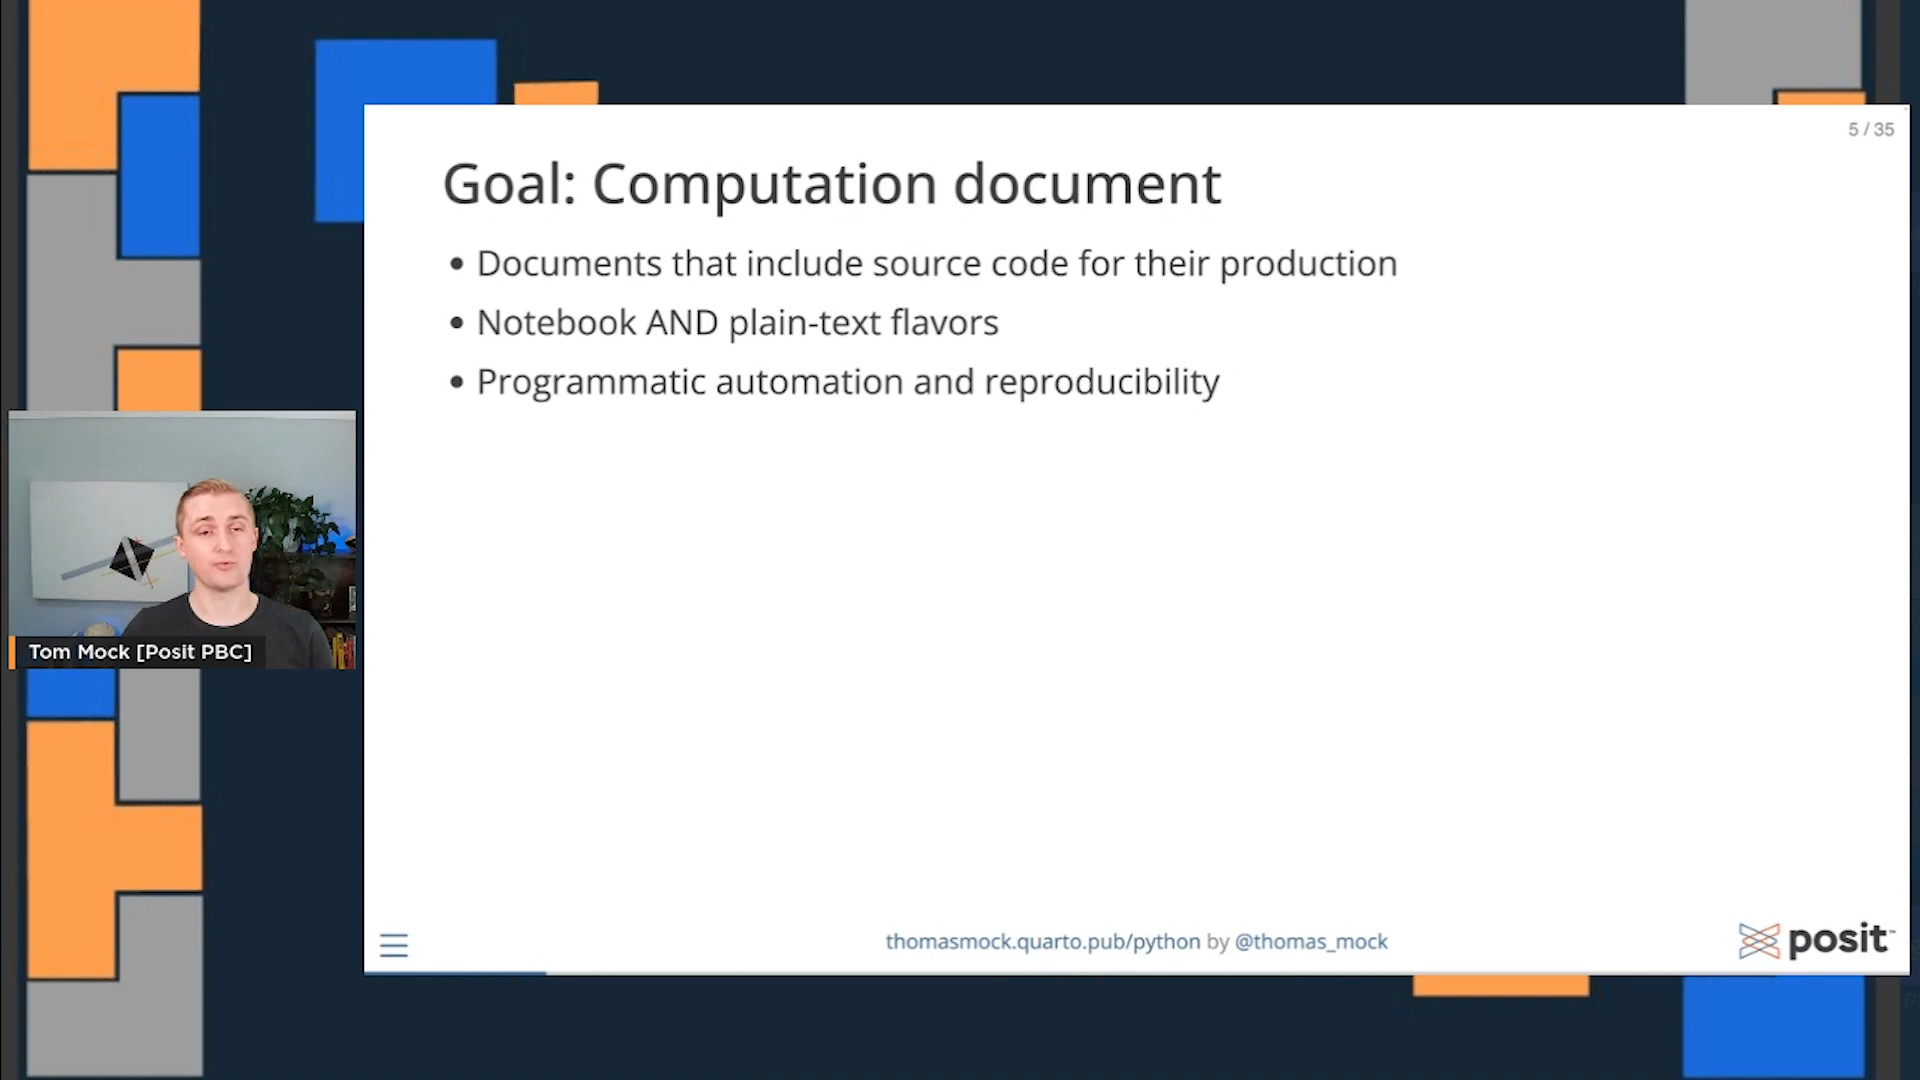 5 / 35
Goal: Computation document
• Documents that include source code for their production
• Notebook AND plain-text flavors
• Programmatic automation and reproducibility
Tom Mock [Posit PBC]
thomasmock.quarto.pub/python by @thomas_mock
posit™